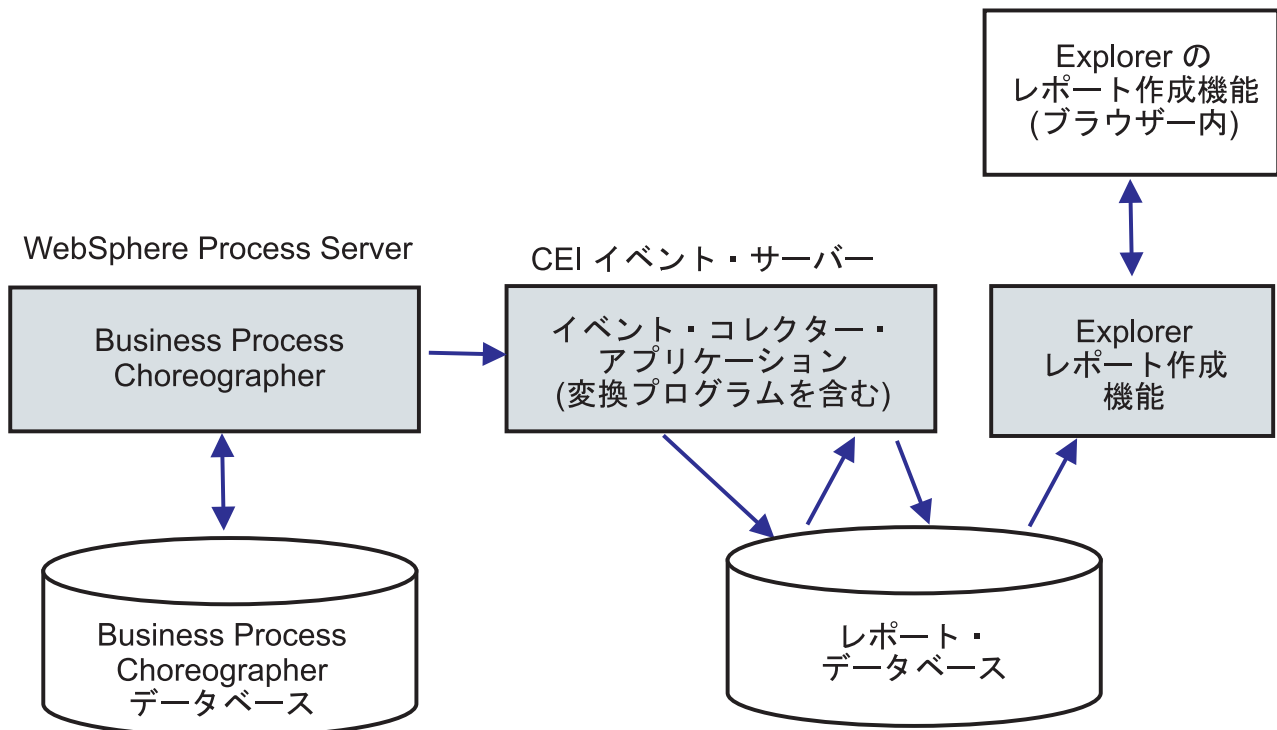 Explorer の
レポート作成機能
(ブラウザー内)
WebSphere Process Server
CEI イベント・サーバー
Business Process
Choreographer
イベント・コレクター・
アプリケーション
(変換プログラムを含む)
Explorer
レポート作成
機能
Business Process
Choreographer
データベース
レポート・
データベース